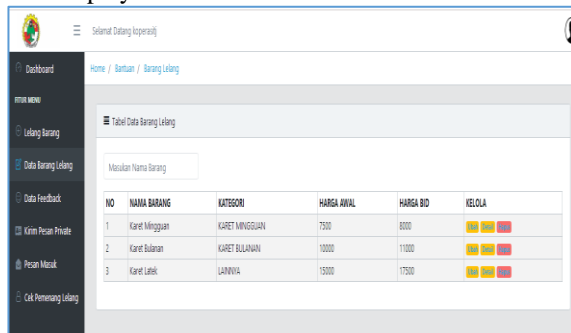 Selamat Datang koperasitj
Dashboard
Home / Bantuan / Barang Lelang
FITUR MENU
Tabel Data Barang Lelang
Lelang Barang
Data Barang Lelang
Masukan Nama Barang
Data Feedback
NO NAMA BARANG KATEGORI HARGA AWAL HARGA BID KELOLA
1 Karet Mingguan KARET MINGGUAN 7500 8000
Kirim Pesan Private
2 Karet Bulanan KARET BULANAN 10000 11000
Pesan Masuk
3 Karet Latek LAINNYA 15000 17500
Cek Pemenang Lelang